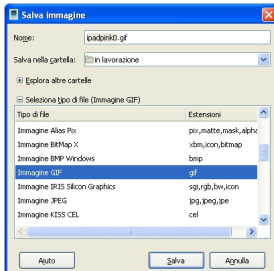 Salva immagine
Nome: ipadpink0.gif
Salva nella cartella: in lavorazione
Esplora altre cartelle
Seleziona tipo di file (Immagine GIF)
Tipo di file Estensioni
Immagine Alias Pix pix,matte,mask,alpha
Immagine BitMap X xbm,icon,bitmap
Immagine BMP Windows bmp
Immagine GIF gif
Immagine IRIS Silicon Graphics sgi,rgb,bw,icon
Immagine JPEG jpg,jpeg,jpe
Immagine KISS CEL cel
Aiuto Salva Annulla